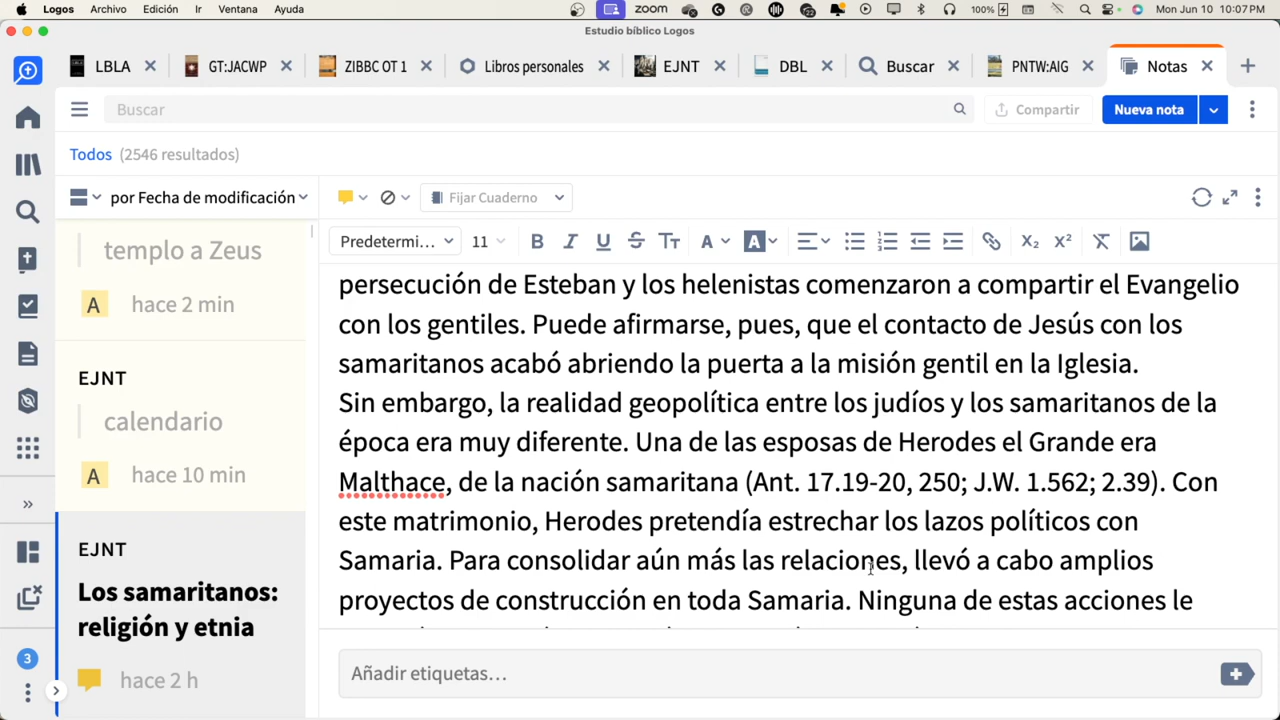 Logos Archivo Edición Ir Ventana Ayuda zoom 100% Mon Jun 10 10:07 PM
Estudio bíblico Logos
LBLA GT:JACWP ZIBBC OT 1 Libros personales EJNT DBL Buscar PNTW:AIG Notas
Buscar Compartir Nueva nota
Todos (2546 resultados)
por Fecha de modificación Fijar Cuaderno
Predetermi... 11 B I U S TT A A X₂ X²
templo a Zeus
A hace 2 min
EJNT
calendario
A hace 10 min
EJNT
Los samaritanos:
religión y etnia
hace 2 h
3
persecución de Esteban y los helenistas comenzaron a compartir el Evangelio
con los gentiles. Puede afirmarse, pues, que el contacto de Jesús con los
samaritanos acabó abriendo la puerta a la misión gentil en la Iglesia.
Sin embargo, la realidad geopolítica entre los judíos y los samaritanos de la
época era muy diferente. Una de las esposas de Herodes el Grande era
Malthace, de la nación samaritana (Ant. 17.19-20, 250; J.W. 1.562; 2.39). Con
este matrimonio, Herodes pretendía estrechar los lazos políticos con
Samaria. Para consolidar aún más las relaciones, llevó a cabo amplios
proyectos de construcción en toda Samaria. Ninguna de estas acciones le
Añadir etiquetas…